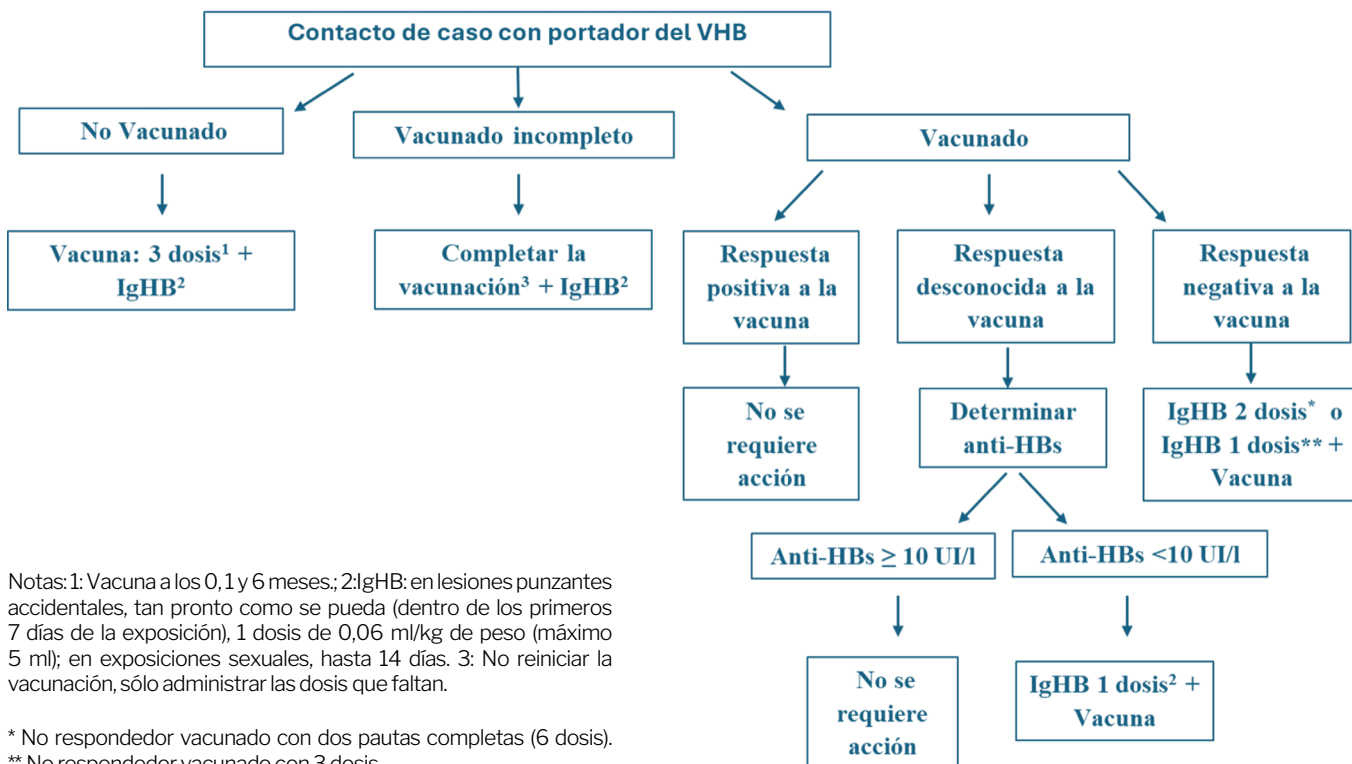 Contacto de caso con portador del VHB
No Vacunado
Vacunado incompleto
Vacunado
Vacuna: 3 dosis¹ +
IgHB²
Completar la
vacunación³ + IgHB²
Respuesta
positiva a la
vacuna
Respuesta
desconocida a la
vacuna
Respuesta
negativa a la
vacuna
No se
requiere
acción
Determinar
anti-HBs
IgHB 2 dosis* o
IgHB 1 dosis** +
Vacuna
Anti-HBs ≥ 10 UI/l
Anti-HBs <10 UI/l
No se
requiere
acción
IgHB 1 dosis² +
Vacuna
Notas: 1: Vacuna a los 0,1 y 6 meses.; 2:IgHB: en lesiones punzantes
accidentales, tan pronto como se pueda (dentro de los primeros
7 días de la exposición), 1 dosis de 0,06 ml/kg de peso (máximo
5 ml); en exposiciones sexuales, hasta 14 días. 3: No reiniciar la
vacunación, sólo administrar las dosis que faltan.
* No respondedor vacunado con dos pautas completas (6 dosis).
** No respondedor vacunado con 3 dosis